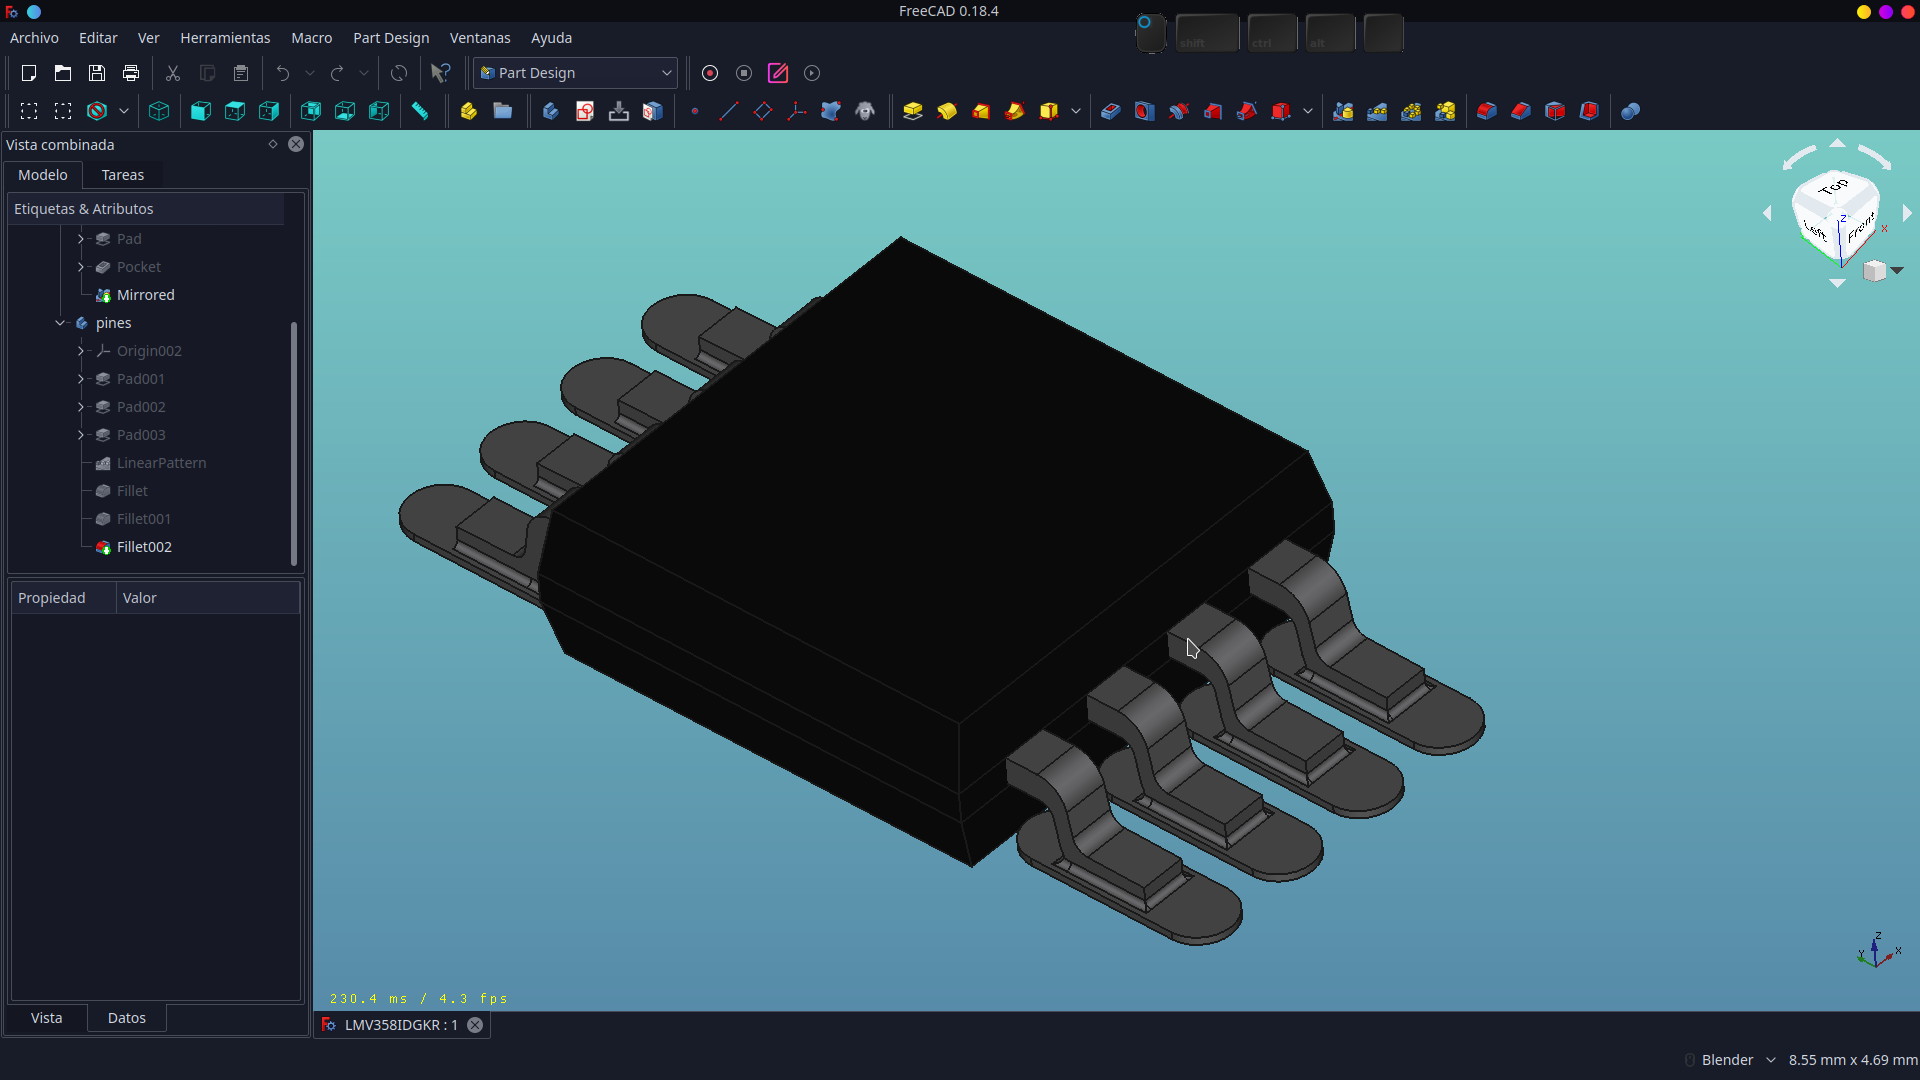 FreeCAD 0.18.4
Archivo Editar Ver Herramientas Macro Part Design Ventanas Ayuda
shift ctrl alt
Part Design
Vista combinada
Modelo Tareas
Etiquetas & Atributos
Pad
Pocket
Mirrored
pines
Origin002
Pad001
Pad002
Pad003
LinearPattern
Fillet
Fillet001
Fillet002
Propiedad Valor
Vista Datos
Top
Left Front
Z
X
Z
Y X
230.4 ms / 4.3 fps
LMV358IDGKR : 1
Blender 8.55 mm x 4.69 mm